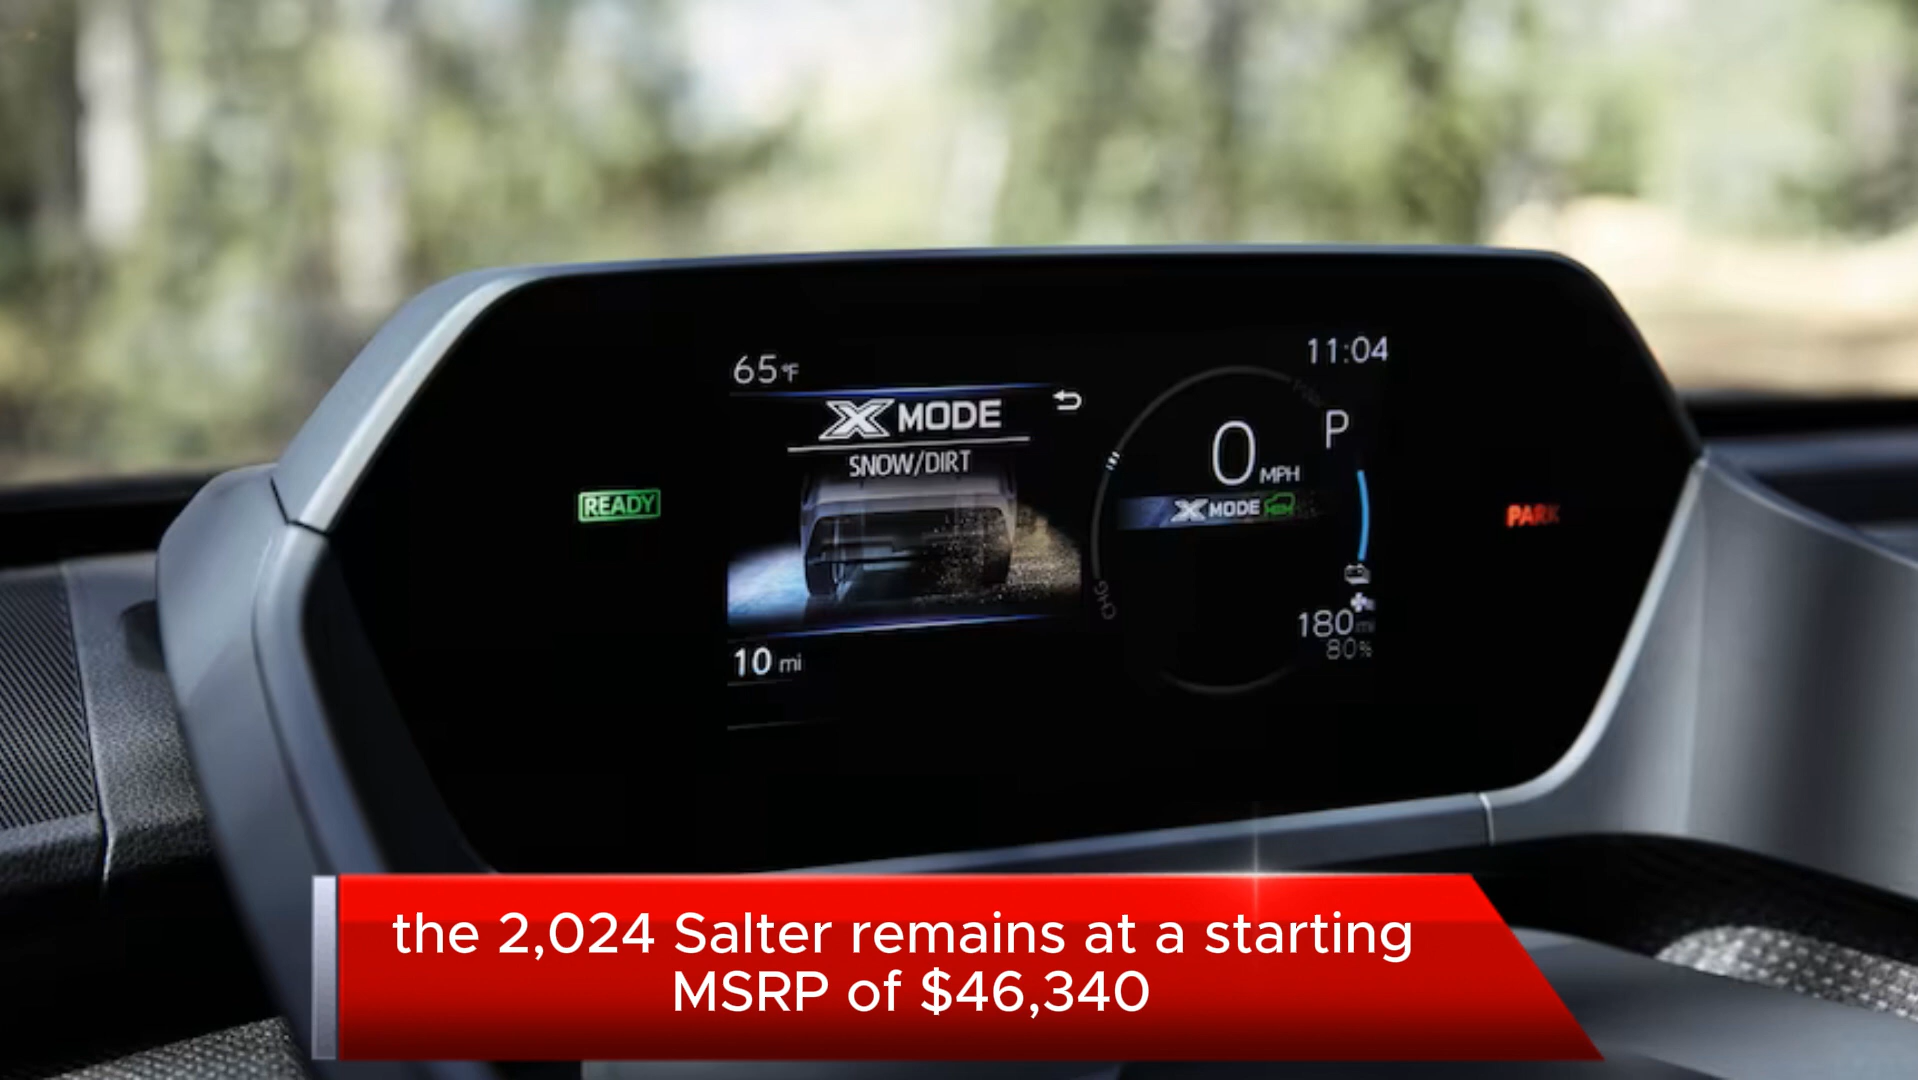 65°F
11:04
X MODE
SNOW/DIRT
0 MPH
P
X MODE
READY
PARK
CHG
180 mi
80%
10 mi
the 2,024 Salter remains at a starting
MSRP of $46,340